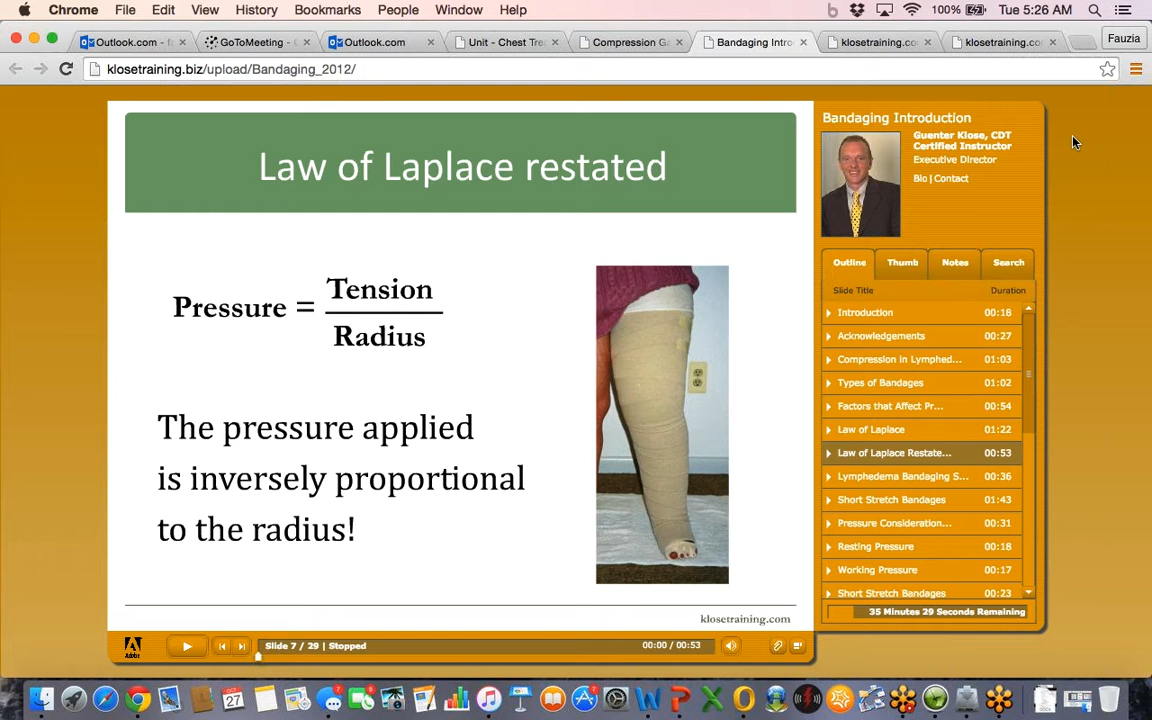 Chrome File Edit View History Bookmarks People Window Help
100% Tue 5:26 AM
Outlook.com - f
GoToMeeting - C
Outlook.com
Unit - Chest Tre
Compression Ga
Bandaging Intro
klosetraining.co
klosetraining.co
Fauzia
klosetraining.biz/upload/Bandaging_2012/
Law of Laplace restated
Pressure = Tension
Radius
The pressure applied
is inversely proportional
to the radius!
klosetraining.com
Adobe
Slide 7 / 29 | Stopped
00:00 / 00:53
Bandaging Introduction
Guenter Klose, CDT
Certified Instructor
Executive Director
Bio | Contact
Outline Thumb Notes Search
Slide Title Duration
Introduction 00:18
Acknowledgements 00:27
Compression in Lymphed... 01:03
Types of Bandages 01:02
Factors that Affect Pr... 00:54
Law of Laplace 01:22
Law of Laplace Restate... 00:53
Lymphedema Bandaging S... 00:36
Short Stretch Bandages 01:43
Pressure Consideration... 00:31
Resting Pressure 00:18
Working Pressure 00:17
Short Stretch Bandages 00:23
35 Minutes 29 Seconds Remaining
OCT
27